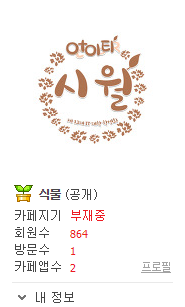 아이터
시월
식물 (공개)
카페지기 부재중
회원수 864
방문수 1
카페앱수 2 프로필
내 정보